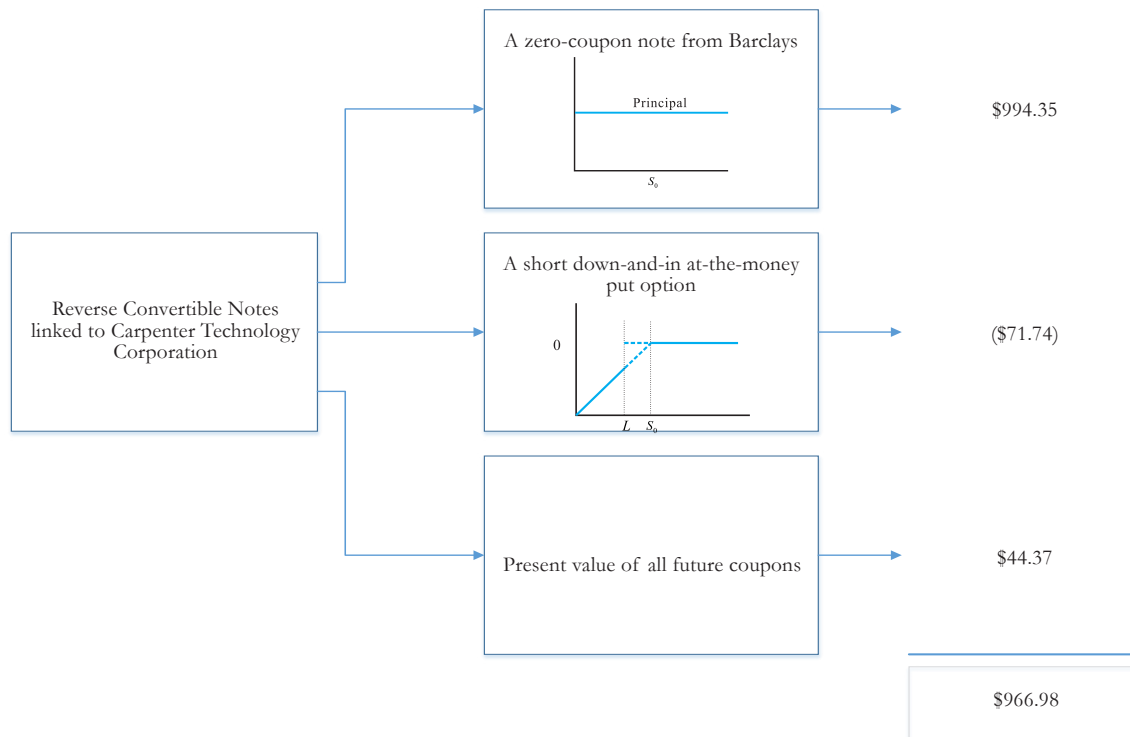 A zero-coupon note from Barclays
Principal
S₀
$994.35
Reverse Convertible Notes
linked to Carpenter Technology
Corporation
A short down-and-in at-the-money
put option
0
L S₀
($71.74)
Present value of all future coupons
$44.37
$966.98